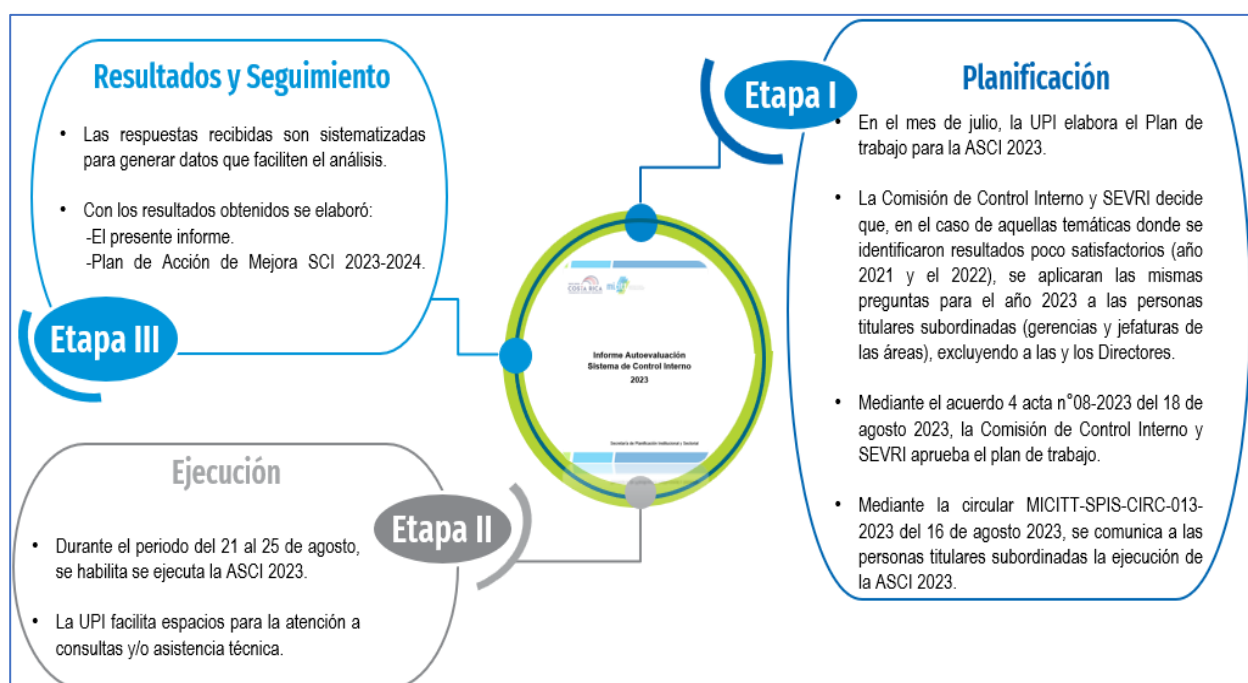 Etapa I
Planificación
• En el mes de julio, la UPI elabora el Plan de
trabajo para la ASCI 2023.
• La Comisión de Control Interno y SEVRI decide
que, en el caso de aquellas temáticas donde se
identificaron resultados poco satisfactorios (año
2021 y el 2022), se aplicaran las mismas
preguntas para el año 2023 a las personas
titulares subordinadas (gerencias y jefaturas de
las áreas), excluyendo a las y los Directores.
• Mediante el acuerdo 4 acta n°08-2023 del 18 de
agosto 2023, la Comisión de Control Interno y
SEVRI aprueba el plan de trabajo.
• Mediante la circular MICITT-SPIS-CIRC-013-
2023 del 16 de agosto 2023, se comunica a las
personas titulares subordinadas la ejecución de
la ASCI 2023.
Etapa II
Ejecución
• Durante el periodo del 21 al 25 de agosto,
se habilita se ejecuta la ASCI 2023.
• La UPI facilita espacios para la atención a
consultas y/o asistencia técnica.
Etapa III
Resultados y Seguimiento
• Las respuestas recibidas son sistematizadas
para generar datos que faciliten el análisis.
• Con los resultados obtenidos se elaboró:
-El presente informe.
-Plan de Acción de Mejora SCI 2023-2024.
COSTA RICA
Informe Autoevaluación
Sistema de Control Interno
2023
Secretaría de Planificación Institucional y Sectorial